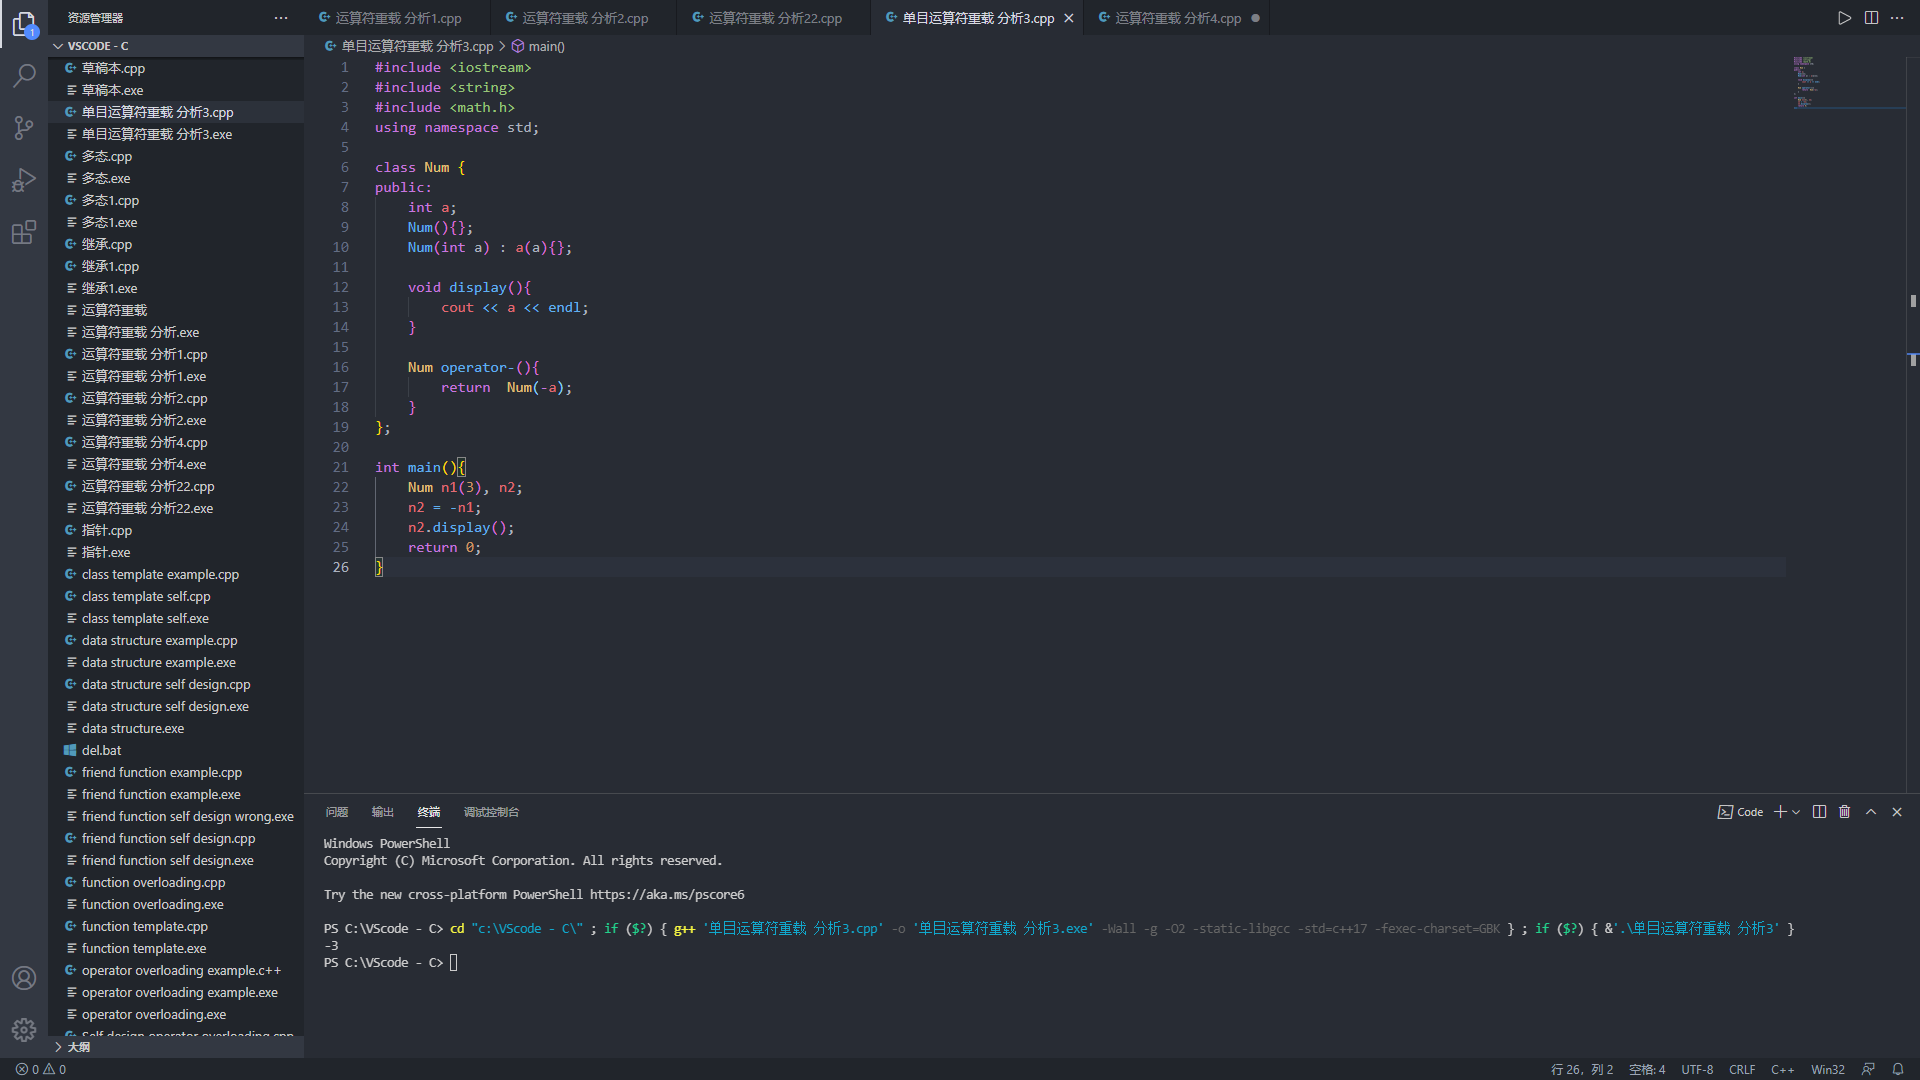 资源管理器
运算符重载 分析1.cpp
运算符重载 分析2.cpp
运算符重载 分析22.cpp
单目运算符重载 分析3.cpp
运算符重载 分析4.cpp
1
VSCODE - C
草稿本.cpp
草稿本.exe
单目运算符重载 分析3.cpp
单目运算符重载 分析3.exe
多态.cpp
多态.exe
多态1.cpp
多态1.exe
继承.cpp
继承1.cpp
继承1.exe
运算符重载
运算符重载 分析.exe
运算符重载 分析1.cpp
运算符重载 分析1.exe
运算符重载 分析2.cpp
运算符重载 分析2.exe
运算符重载 分析4.cpp
运算符重载 分析4.exe
运算符重载 分析22.cpp
运算符重载 分析22.exe
指针.cpp
指针.exe
class template example.cpp
class template self.cpp
class template self.exe
data structure example.cpp
data structure example.exe
data structure self design.cpp
data structure self design.exe
data structure.exe
del.bat
friend function example.cpp
friend function example.exe
friend function self design wrong.exe
friend function self design.cpp
friend function self design.exe
function overloading.cpp
function overloading.exe
function template.cpp
function template.exe
operator overloading example.c++
operator overloading example.exe
operator overloading.exe
Self design operator overloading.cpp
大纲
单目运算符重载 分析3.cpp > main()
1 #include <iostream>
2 #include <string>
3 #include <math.h>
4 using namespace std;
5
6 class Num {
7 public:
8 int a;
9 Num(){};
10 Num(int a) : a(a){};
11
12 void display(){
13 cout << a << endl;
14 }
15
16 Num operator-(){
17 return  Num(-a);
18 }
19 };
20
21 int main(){
22 Num n1(3), n2;
23 n2 = -n1;
24 n2.display();
25 return 0;
26 }
问题 输出 终端 调试控制台
Code
Windows PowerShell
Copyright (C) Microsoft Corporation. All rights reserved.
Try the new cross-platform PowerShell https://aka.ms/pscore6
PS C:\VScode - C> cd "c:\VScode - C\" ; if ($?) { g++ '单目运算符重载 分析3.cpp' -o '单目运算符重载 分析3.exe' -Wall -g -O2 -static-libgcc -std=c++17 -fexec-charset=GBK } ; if ($?) { &'.\单目运算符重载 分析3' }
-3
PS C:\VScode - C>
0 0
行 26，列 2 空格: 4 UTF-8 CRLF C++ Win32